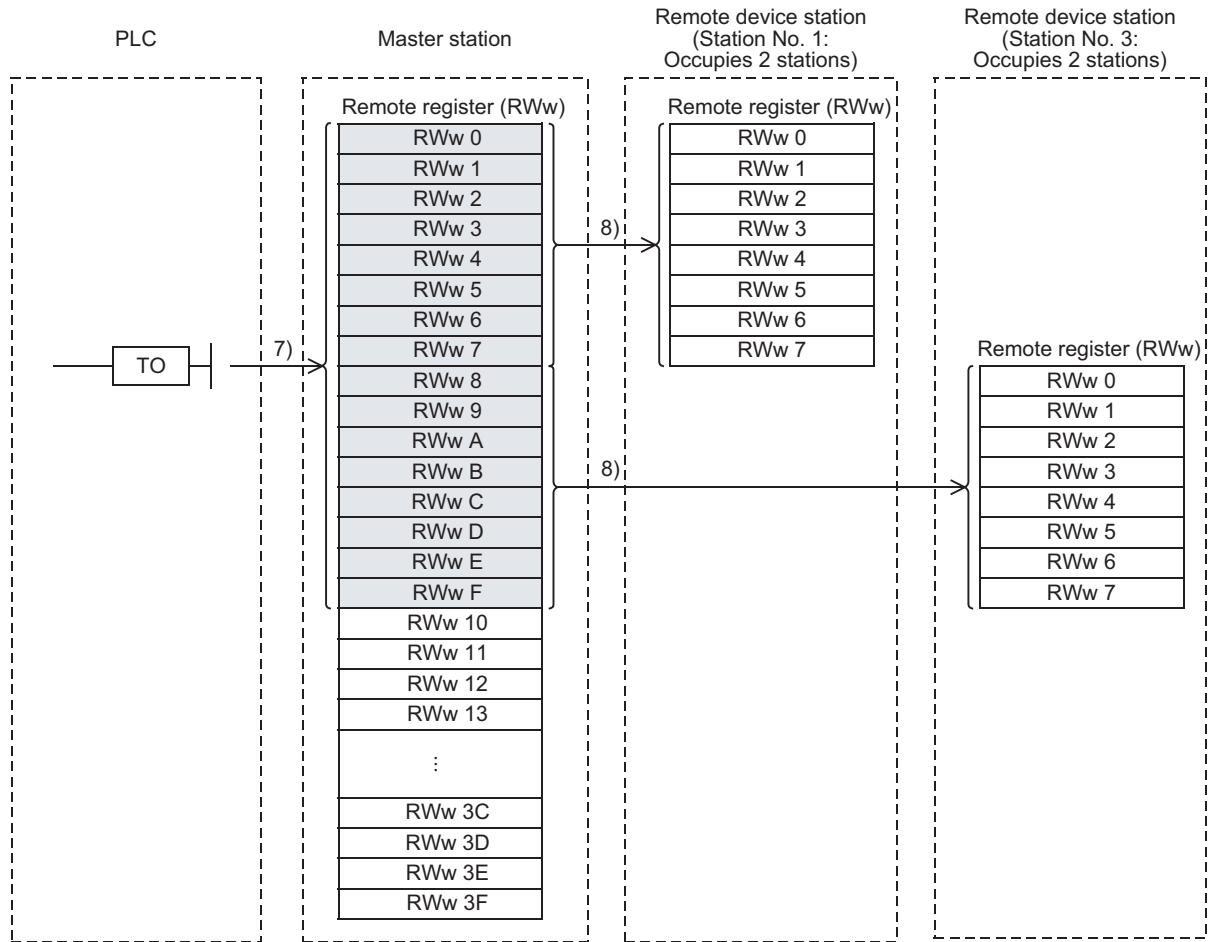 PLC
Master station
Remote device station
(Station No. 1:
Occupies 2 stations)
Remote device station
(Station No. 3:
Occupies 2 stations)
TO
7)
Remote register (RWw)
RWw 0
RWw 1
RWw 2
RWw 3
RWw 4
RWw 5
RWw 6
RWw 7
RWw 8
RWw 9
RWw A
RWw B
RWw C
RWw D
RWw E
RWw F
RWw 10
RWw 11
RWw 12
RWw 13
⋮
RWw 3C
RWw 3D
RWw 3E
RWw 3F
8)
8)
Remote register (RWw)
RWw 0
RWw 1
RWw 2
RWw 3
RWw 4
RWw 5
RWw 6
RWw 7
Remote register (RWw)
RWw 0
RWw 1
RWw 2
RWw 3
RWw 4
RWw 5
RWw 6
RWw 7